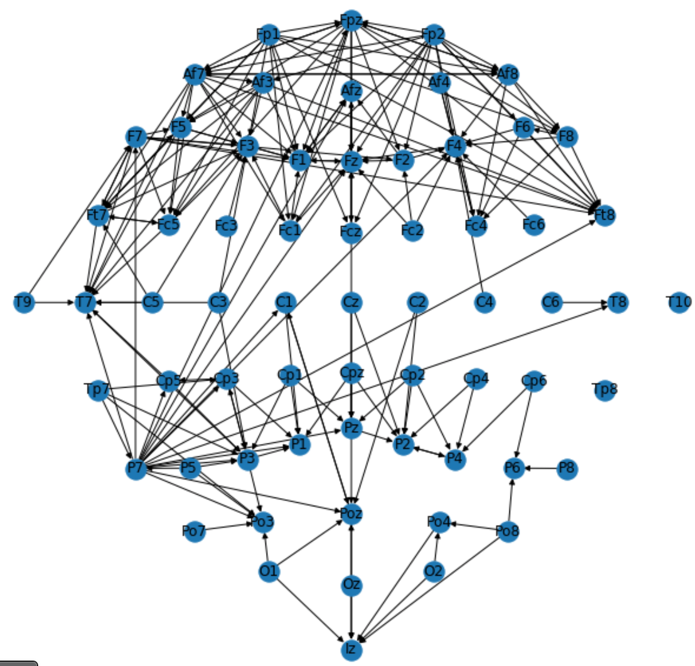 Fpz
Fp1 Fp2
Af7 Af3 Afz Af4 Af8
F7 F5 F3 F1 Fz F2 F4 F6 F8
Ft7 Fc5 Fc3 Fc1 Fcz Fc2 Fc4 Fc6 Ft8
T9 T7 C5 C3 C1 Cz C2 C4 C6 T8 T10
Tp7 Cp5 Cp3 Cp1 Cpz Cp2 Cp4 Cp6 Tp8
P7 P5 P3 P1 Pz P2 P4 P6 P8
Po7 Po3 Poz Po4 Po8
O1 Oz O2
Iz